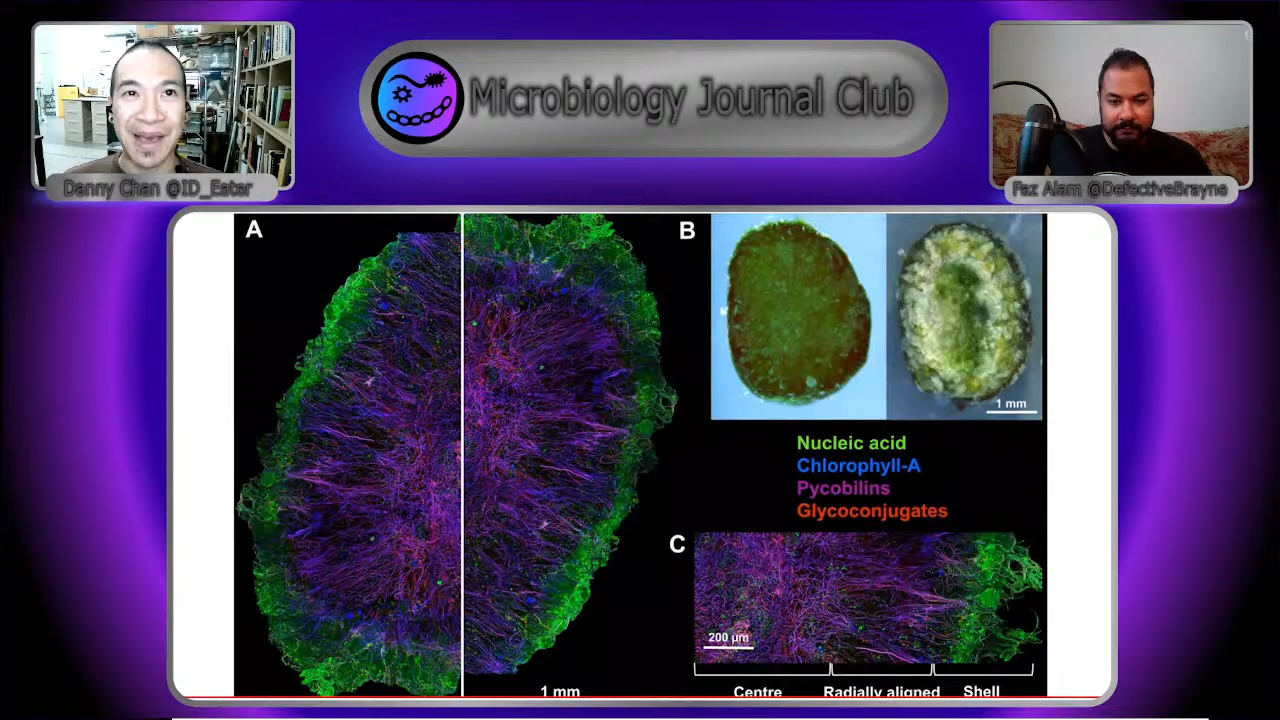 Microbiology Journal Club
Danny Chan @ID_Eater
Faz Alam @DefectiveBrayne
A
B
1 mm
Nucleic acid
Chlorophyll-A
Pycobilins
Glycoconjugates
C
200 µm
1 mm
Centre
Radially aligned
Shell